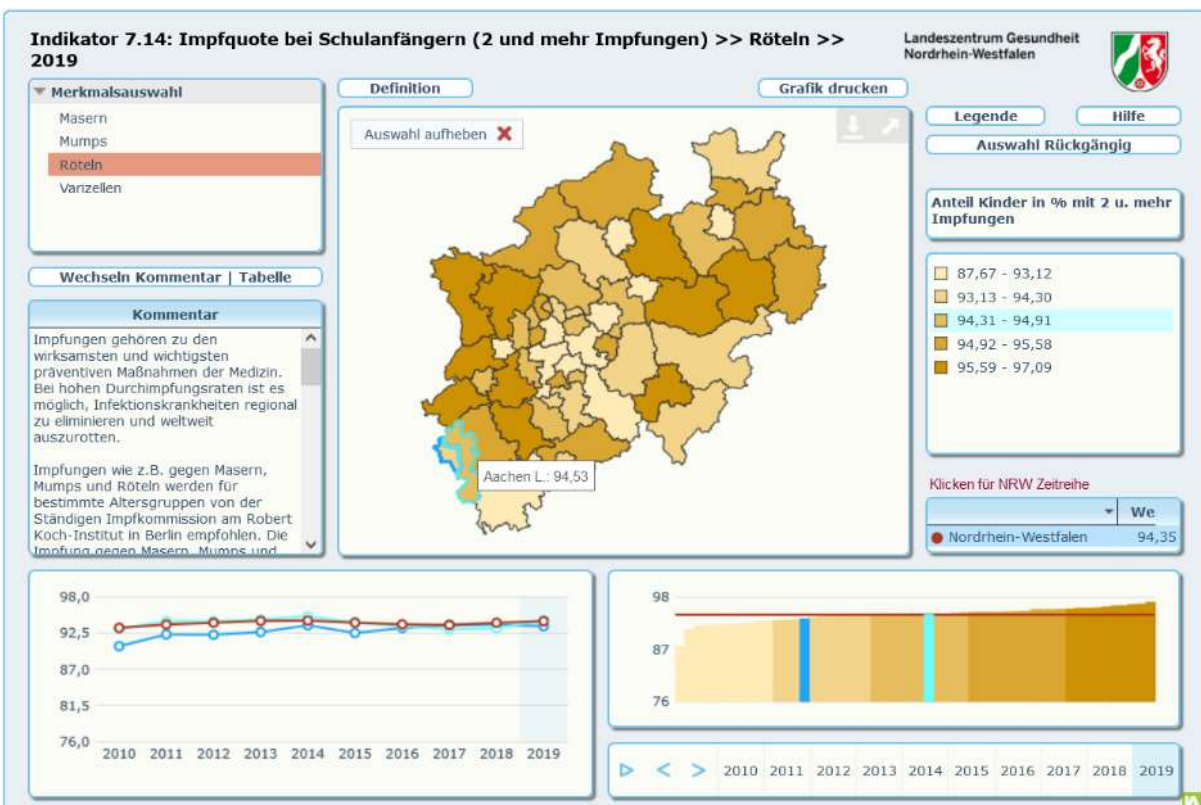 Indikator 7.14: Impfquote bei Schulanfängern (2 und mehr Impfungen) >> Röteln >>
2019
Landeszentrum Gesundheit
Nordrhein-Westfalen
Merkmalsauswahl
Masern
Mumps
Röteln
Varizellen
Wechseln Kommentar | Tabelle
Kommentar
Impfungen gehören zu den
wirksamsten und wichtigsten
präventiven Maßnahmen der Medizin.
Bei hohen Durchimpfungsraten ist es
möglich, Infektionskrankheiten regional
zu eliminieren und weltweit
auszurotten.
Impfungen wie z.B. gegen Masern,
Mumps und Röteln werden für
bestimmte Altersgruppen von der
Ständigen Impfkommission am Robert
Koch-Institut in Berlin empfohlen. Die
Impfung gegen Masern, Mumps und
Definition
Grafik drucken
Auswahl aufheben
Aachen L.: 94,53
Legende
Hilfe
Auswahl Rückgängig
Anteil Kinder in % mit 2 u. mehr
Impfungen
87,67 - 93,12
93,13 - 94,30
94,31 - 94,91
94,92 - 95,58
95,59 - 97,09
Klicken für NRW Zeitreihe
We
Nordrhein-Westfalen 94,35
98,0
92,5
87,0
81,5
76,0
2010 2011 2012 2013 2014 2015 2016 2017 2018 2019
98
87
76
2010 2011 2012 2013 2014 2015 2016 2017 2018 2019